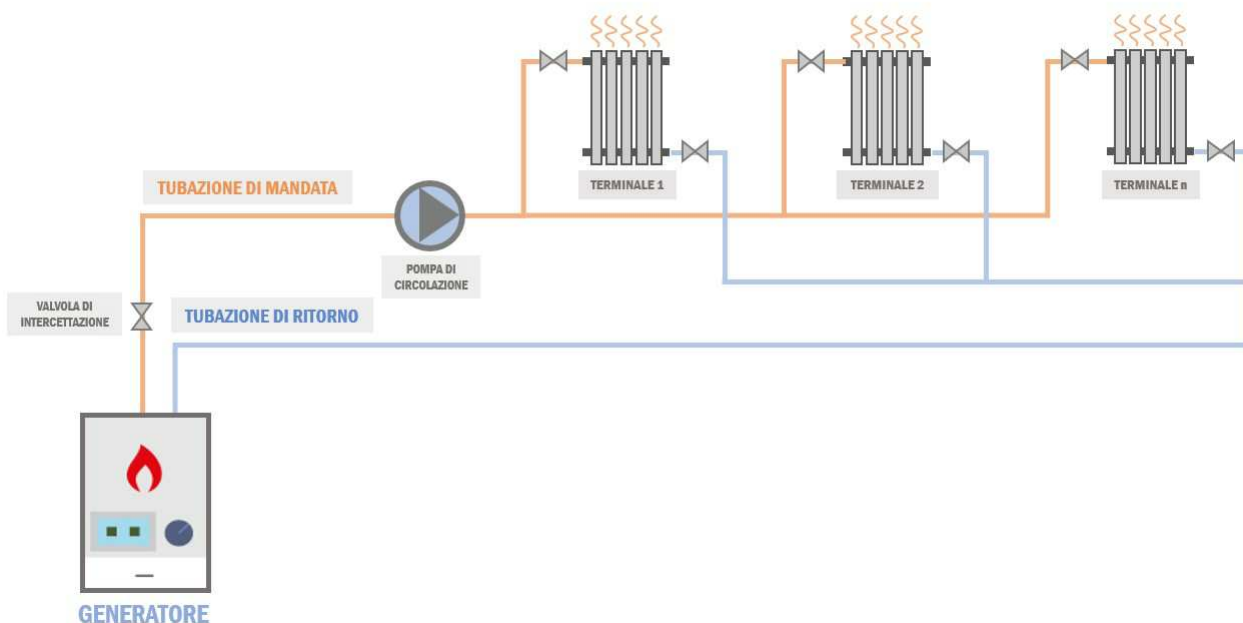 TERMINALE 1
TERMINALE 2
TERMINALE n
TUBAZIONE DI MANDATA
POMPA DI
CIRCOLAZIONE
VALVOLA DI
INTERCETTAZIONE
TUBAZIONE DI RITORNO
GENERATORE